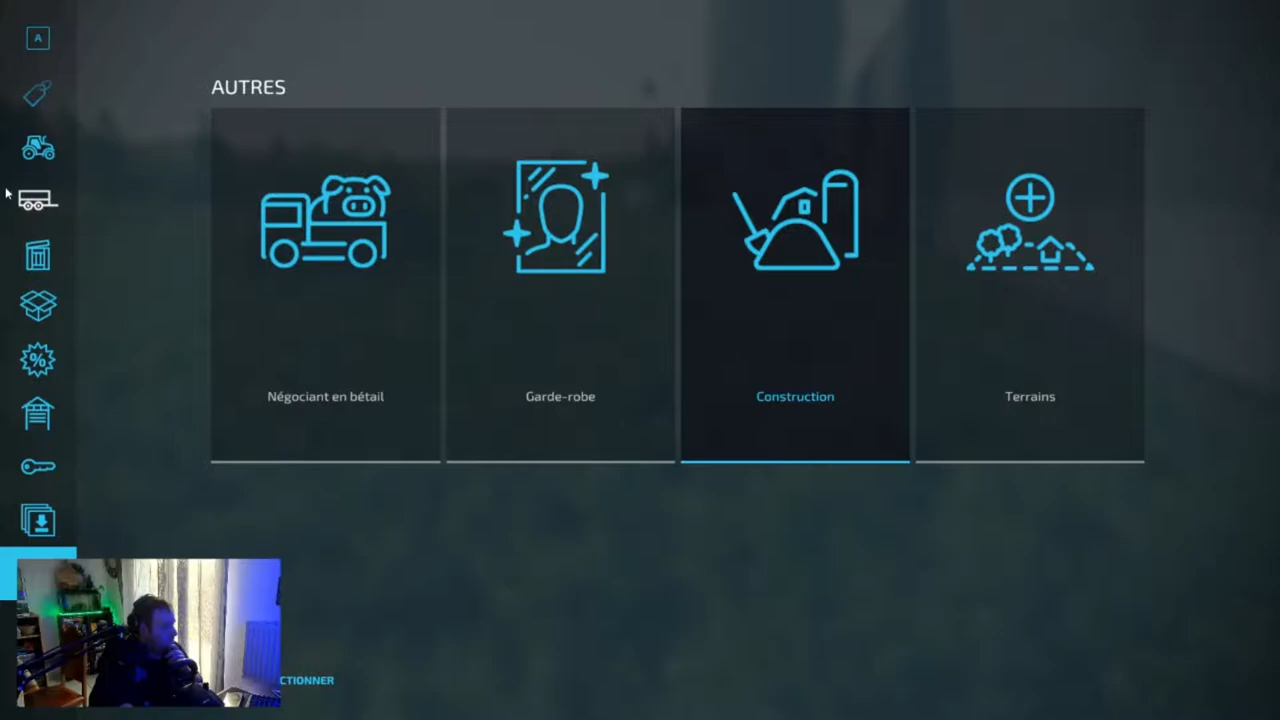 A
AUTRES
%
Négociant en bétail
Garde-robe
Construction
Terrains
CTIONNER